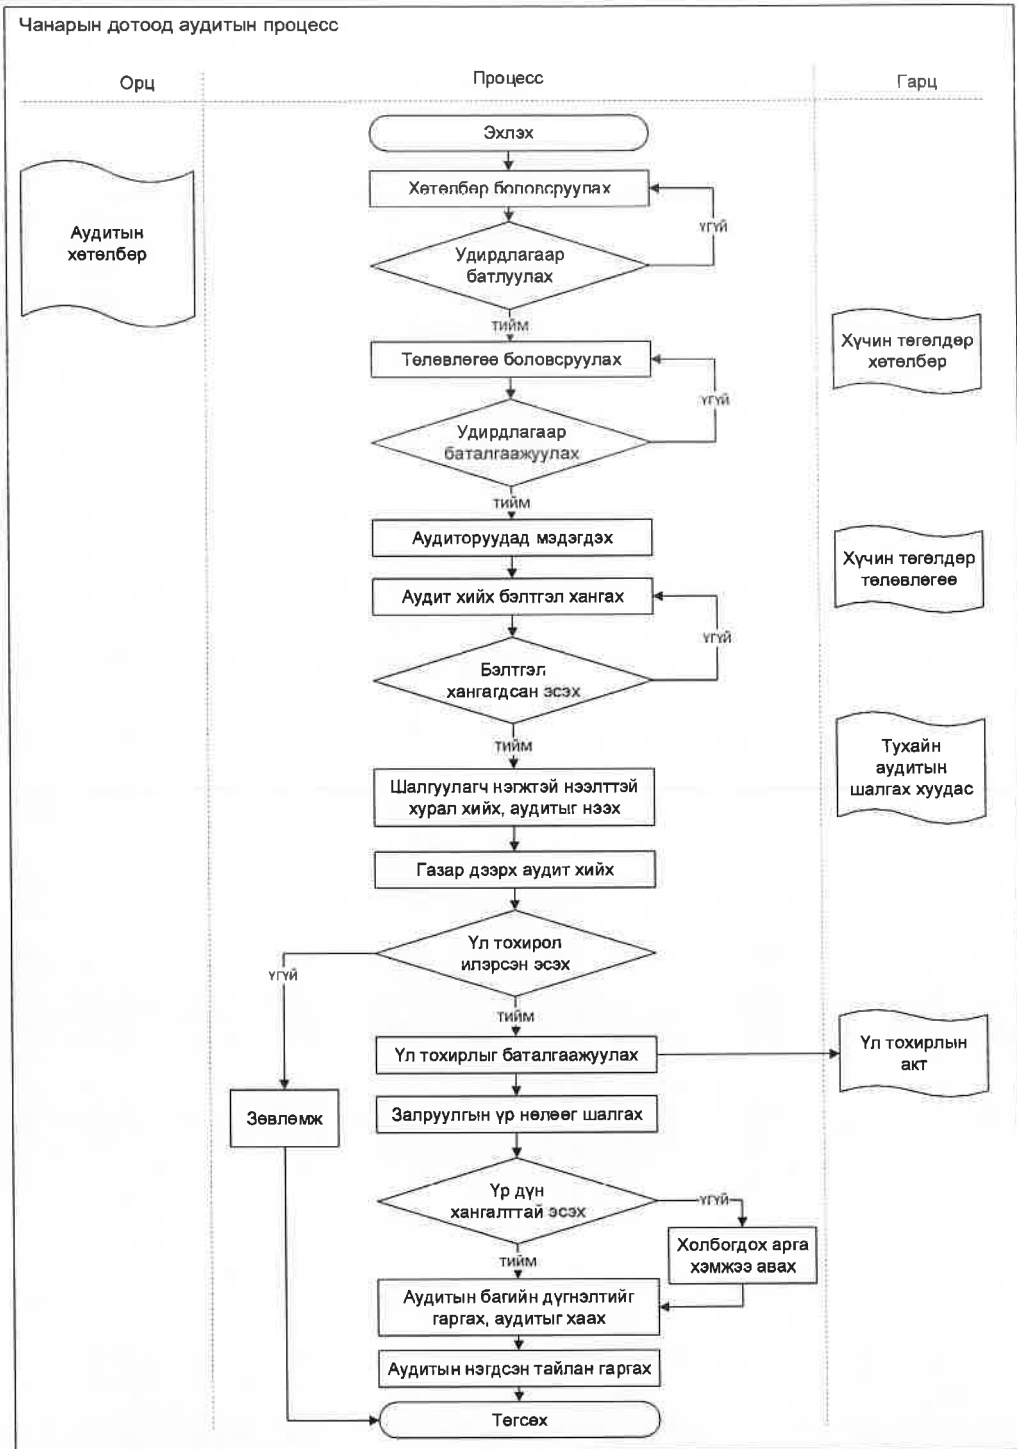 Чанарын дотоод аудитын процесс
Орц
Процесс
Гарц
Эхлэх
Хөтөлбөр боловсруулах
үгүй
Аудитын
хөтөлбөр
Удирдлагаар
батлуулах
тийм
Хүчин төгөлдөр
хөтөлбөр
Төлөвлөгөө боловсруулах
үгүй
Удирдлагаар
баталгаажуулах
тийм
Аудиторуудад мэдэгдэх
Хүчин төгөлдөр
төлөвлөгөө
Аудит хийх бэлтгэл хангах
үгүй
Бэлтгэл
хангагдсан эсэх
тийм
Тухайн
аудитын
шалгах хуудас
Шалгуулагч нэгжтэй нээлттэй
хурал хийх, аудитыг нээх
Газар дээрх аудит хийх
Үл тохирол
илэрсэн эсэх
үгүй
тийм
Үл тохирлыг баталгаажуулах
Үл тохирлын
акт
Зөвлөмж
Залруулгын үр нөлөөг шалгах
Үр дүн
хангалттай эсэх
үгүй
Холбогдох арга
хэмжээ авах
тийм
Аудитын багийн дүгнэлтийг
гаргах, аудитыг хаах
Аудитын нэгдсэн тайлан гаргах
Төгсөх